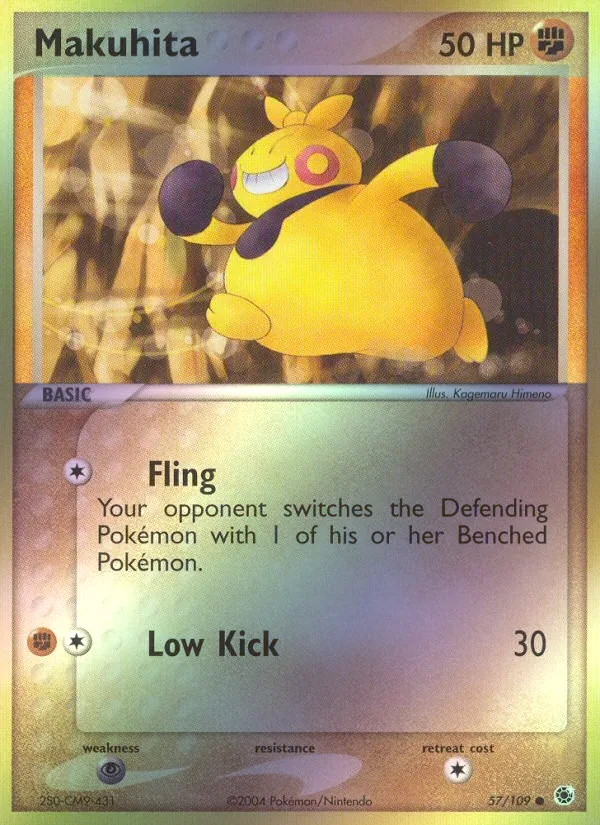 Makuhita 50 HP
BASIC Illus. Kagemaru Himeno
Fling
Your opponent switches the Defending
Pokémon with 1 of his or her Benched
Pokémon.
Low Kick 30
weakness resistance retreat cost
2S0-CM9-431 ©2004 Pokémon/Nintendo 57/109